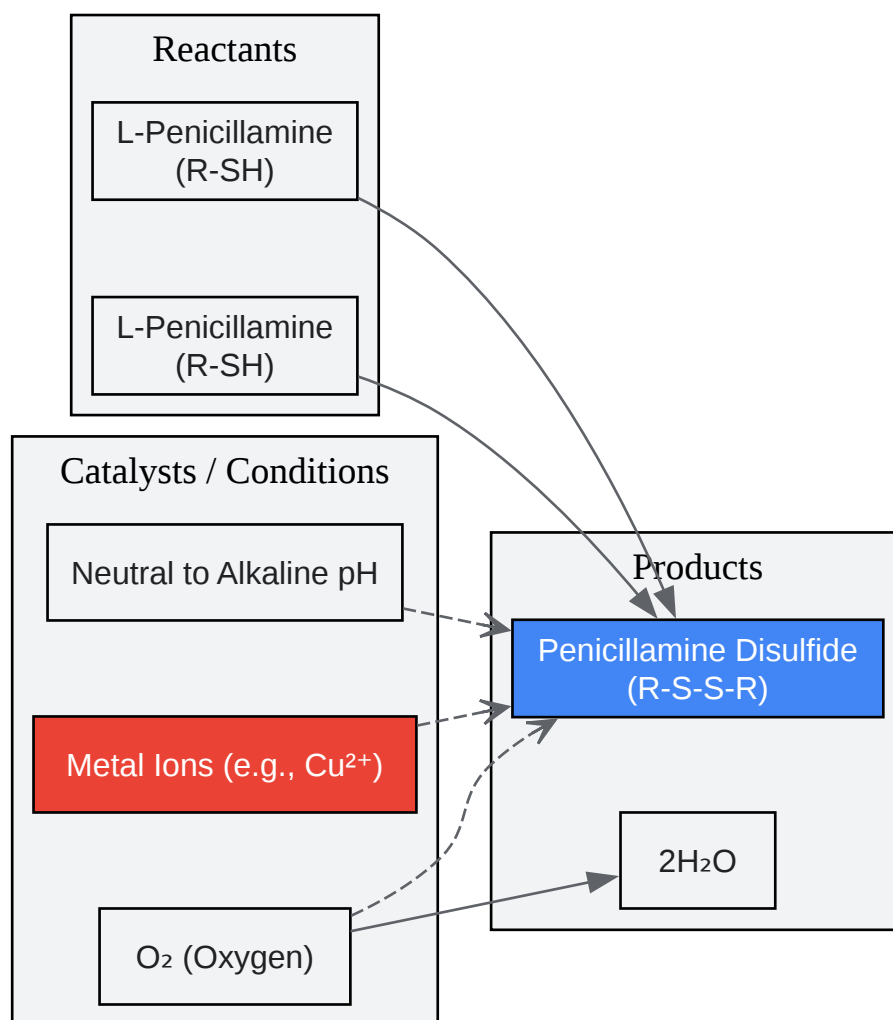 Reactants
L-Penicillamine
(R-SH)
L-Penicillamine
(R-SH)
Catalysts / Conditions
Neutral to Alkaline pH
Metal Ions (e.g., Cu²⁺)
O₂ (Oxygen)
Products
Penicillamine Disulfide
(R-S-S-R)
2H₂O